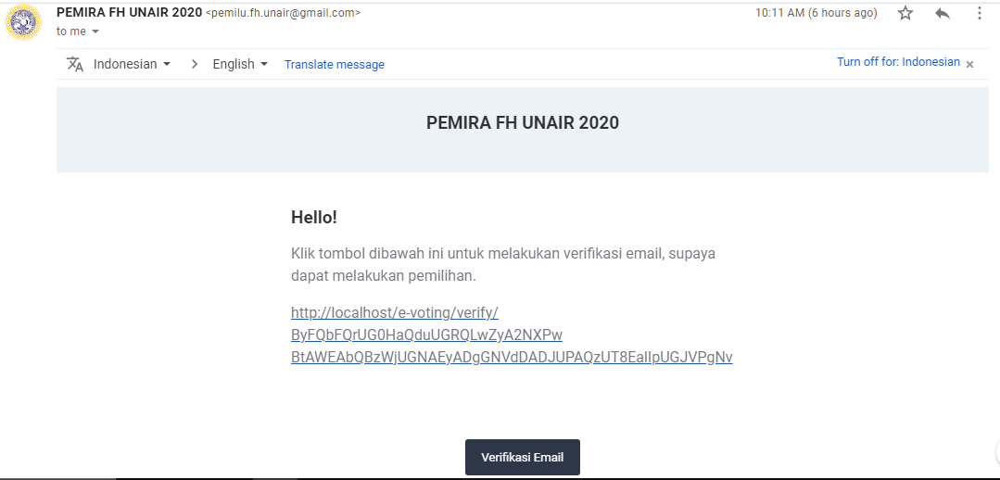 PEMIRA FH UNAIR 2020 <pemilu.fh.unair@gmail.com>
10:11 AM (6 hours ago)
to me
Indonesian
English
Translate message
Turn off for: Indonesian
PEMIRA FH UNAIR 2020
Hello!
Klik tombol dibawah ini untuk melakukan verifikasi email, supaya
dapat melakukan pemilihan.
http://localhost/e-voting/verify/
ByFQbFQrUG0HaQduUGRQLwZyA2NXPw
BtAWEAbQBzWjUGNAEyADgGNVdDADJUPAQzUT8EaIIpUGJVPgNv
Verifikasi Email